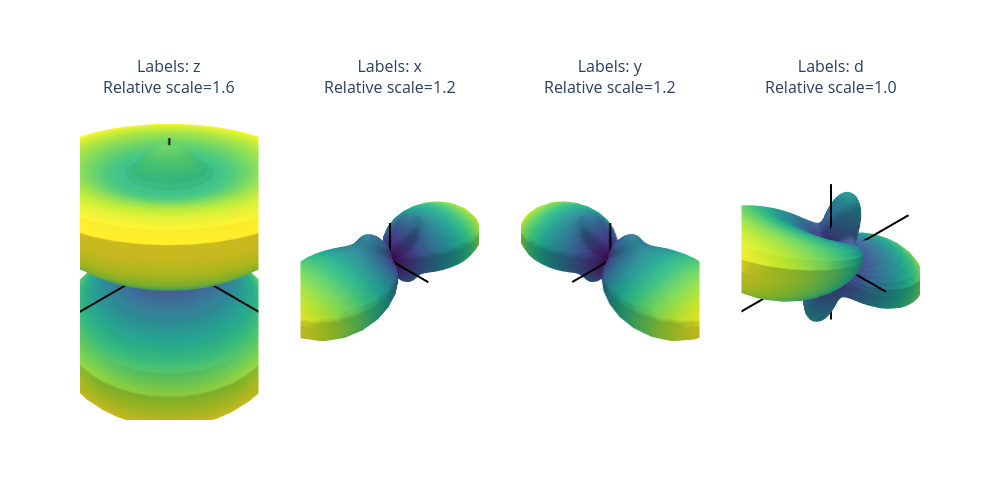 Labels: z
Relative scale=1.6
Labels: x
Relative scale=1.2
Labels: y
Relative scale=1.2
Labels: d
Relative scale=1.0